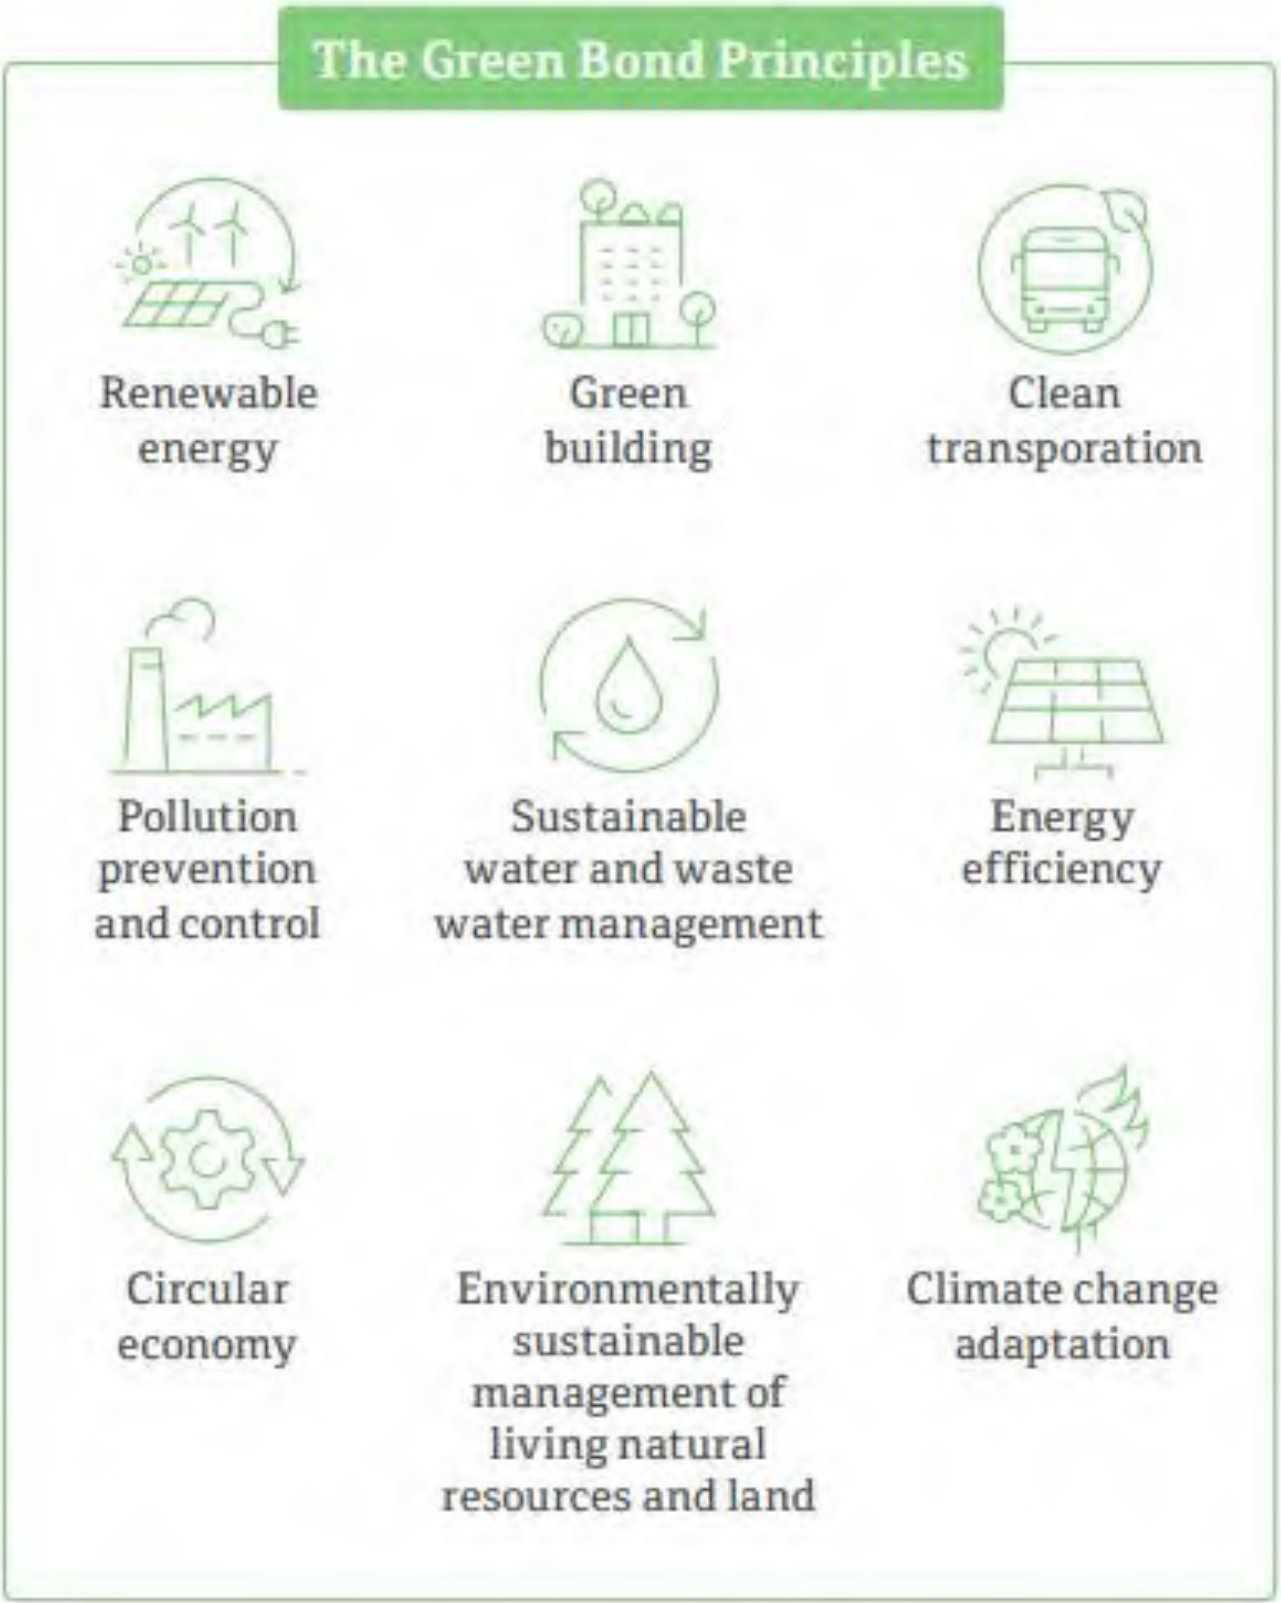 The Green Bond Principles
Renewable
energy
Green
building
Clean
transporation
Pollution
prevention
and control
Sustainable
water and waste
water management
Energy
efficiency
Circular
economy
Environmentally
sustainable
management of
living natural
resources and land
Climate change
adaptation